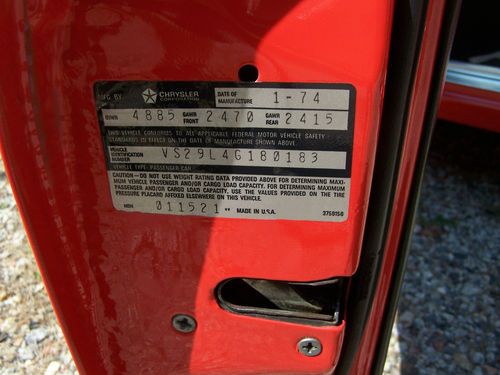 MFG. BY CHRYSLER CORPORATION DATE OF MANUFACTURE 1-74
GVWR 4885 GAWR FRONT 2470 GAWR REAR 2415
THIS VEHICLE CONFORMS TO ALL APPLICABLE FEDERAL MOTOR VEHICLE SAFETY
STANDARDS IN EFFECT ON THE DATE OF MANUFACTURE SHOWN ABOVE.
VEHICLE IDENTIFICATION NUMBER VS29L4G180183
VEHICLE TYPE: PASSENGER CAR
CAUTION:- DO NOT USE WEIGHT RATING DATA VALUES ABOVE FOR DETERMINING MAXI-
MUM VEHICLE PASSENGER AND/OR CARGO LOAD CAPACITY. FOR DETERMINING MAXIMUM
PASSENGER AND/OR CARGO LOAD CAPACITY, USE THE VALUES PROVIDED ON THE TIRE
PRESSURE PLACARD AFFIXED ELSEWHERE ON THIS VEHICLE.
MDH 011521 ** MADE IN U.S.A. 3759150